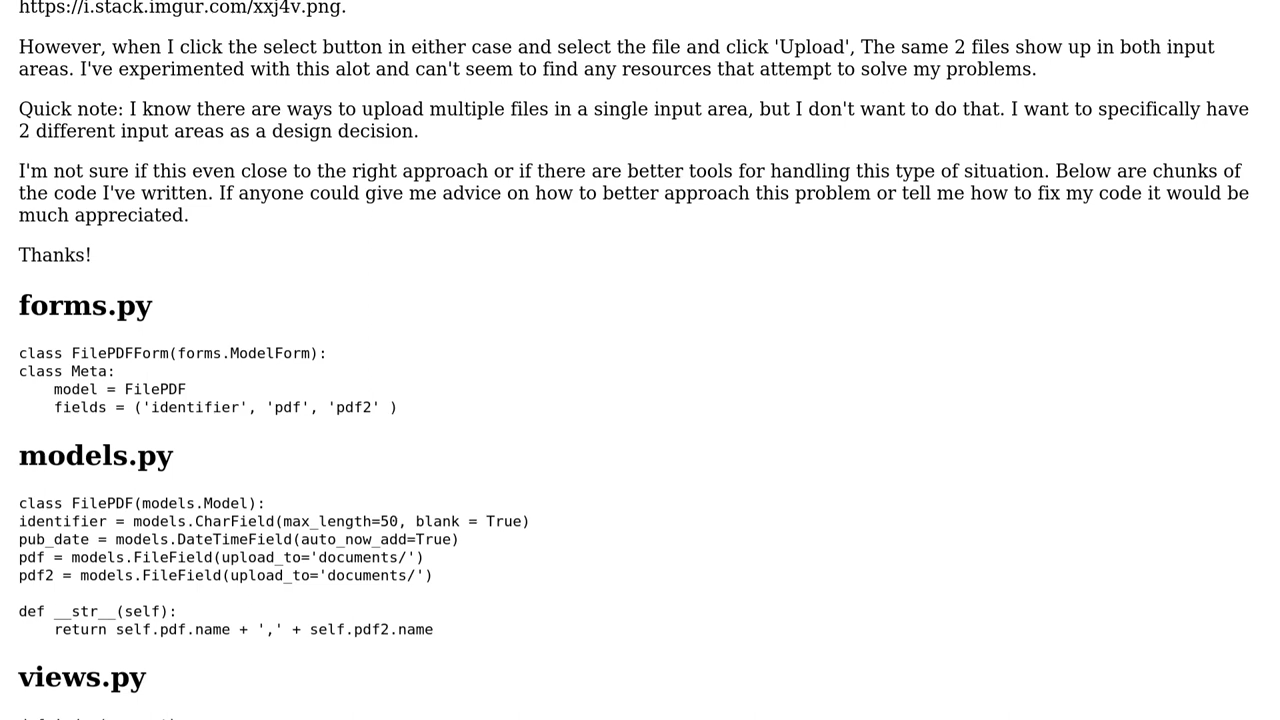 https://i.stack.imgur.com/xxj4v.png.
However, when I click the select button in either case and select the file and click 'Upload', The same 2 files show up in both input
areas. I've experimented with this alot and can't seem to find any resources that attempt to solve my problems.
Quick note: I know there are ways to upload multiple files in a single input area, but I don't want to do that. I want to specifically have
2 different input areas as a design decision.
I'm not sure if this even close to the right approach or if there are better tools for handling this type of situation. Below are chunks of
the code I've written. If anyone could give me advice on how to better approach this problem or tell me how to fix my code it would be
much appreciated.
Thanks!
forms.py
class FilePDFForm(forms.ModelForm):
class Meta:
    model = FilePDF
    fields = ('identifier', 'pdf', 'pdf2' )
models.py
class FilePDF(models.Model):
identifier = models.CharField(max_length=50, blank = True)
pub_date = models.DateTimeField(auto_now_add=True)
pdf = models.FileField(upload_to='documents/')
pdf2 = models.FileField(upload_to='documents/')
def __str__(self):
    return self.pdf.name + ',' + self.pdf2.name
views.py